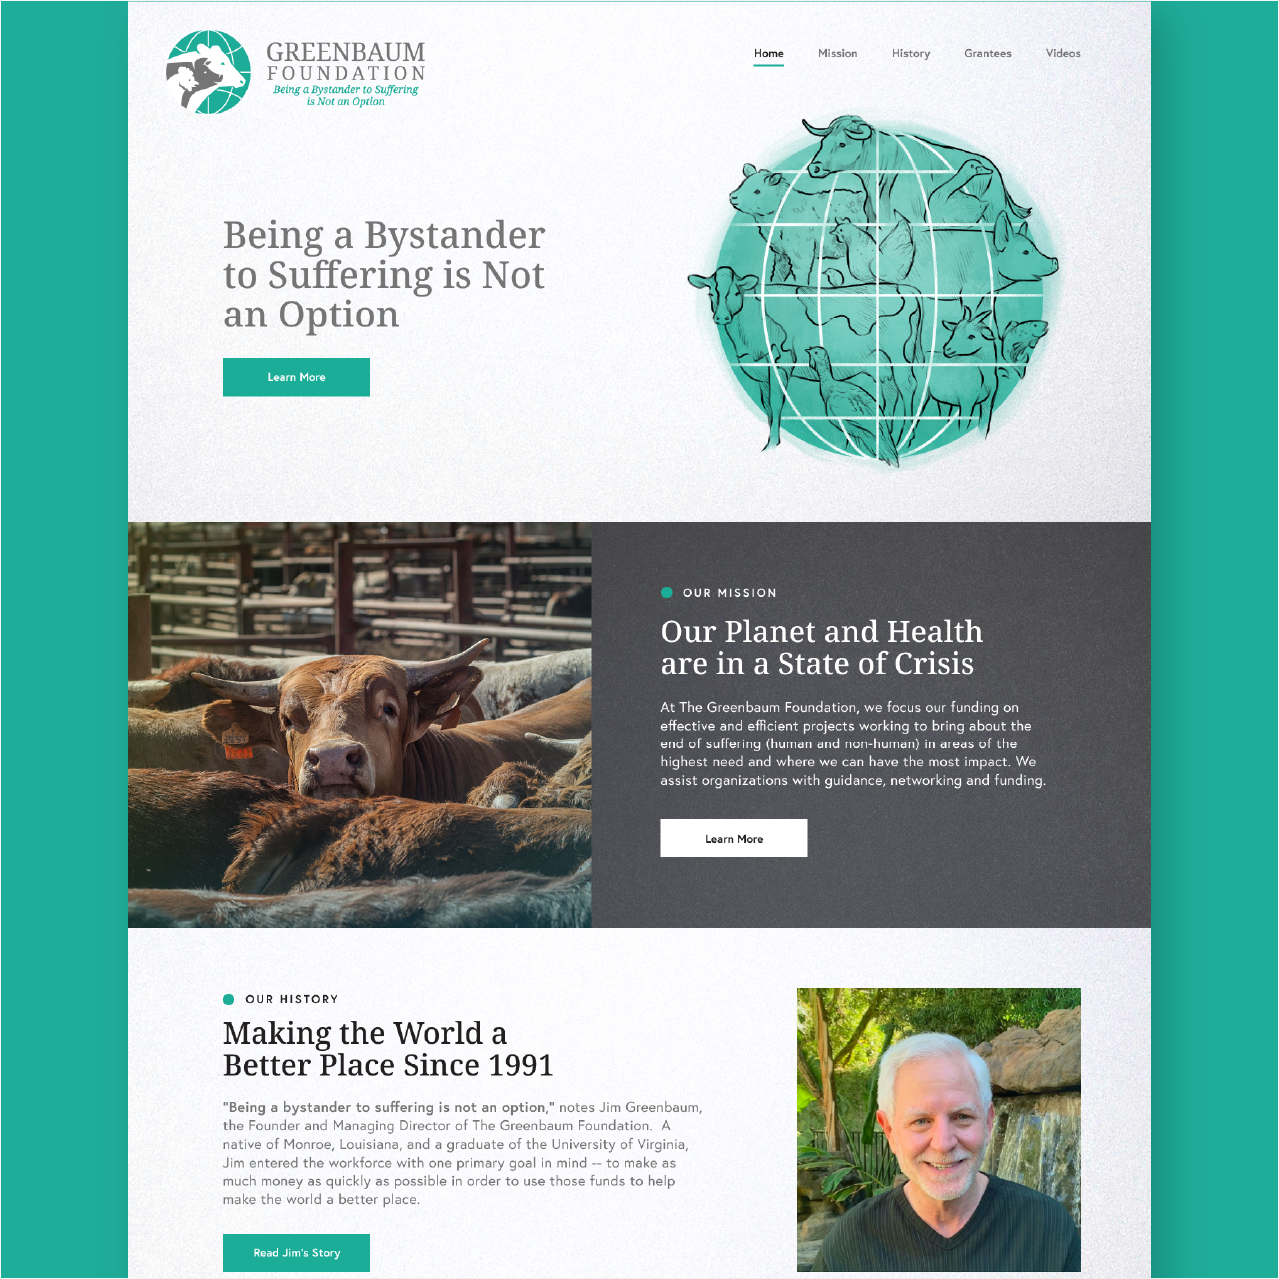 GREENBAUM
FOUNDATION
Being a Bystander to Suffering
is Not an Option
Home Mission History Grantees Videos
Being a Bystander
to Suffering is Not
an Option
Learn More
OUR MISSION
Our Planet and Health
are in a State of Crisis
At The Greenbaum Foundation, we focus our funding on
effective and efficient projects working to bring about the
end of suffering (human and non-human) in areas of the
highest need and where we can have the most impact. We
assist organizations with guidance, networking and funding.
Learn More
OUR HISTORY
Making the World a
Better Place Since 1991
"Being a bystander to suffering is not an option," notes Jim Greenbaum,
the Founder and Managing Director of The Greenbaum Foundation. A
native of Monroe, Louisiana, and a graduate of the University of Virginia,
Jim entered the workforce with one primary goal in mind -- to make as
much money as quickly as possible in order to use those funds to help
make the world a better place.
Read Jim's Story